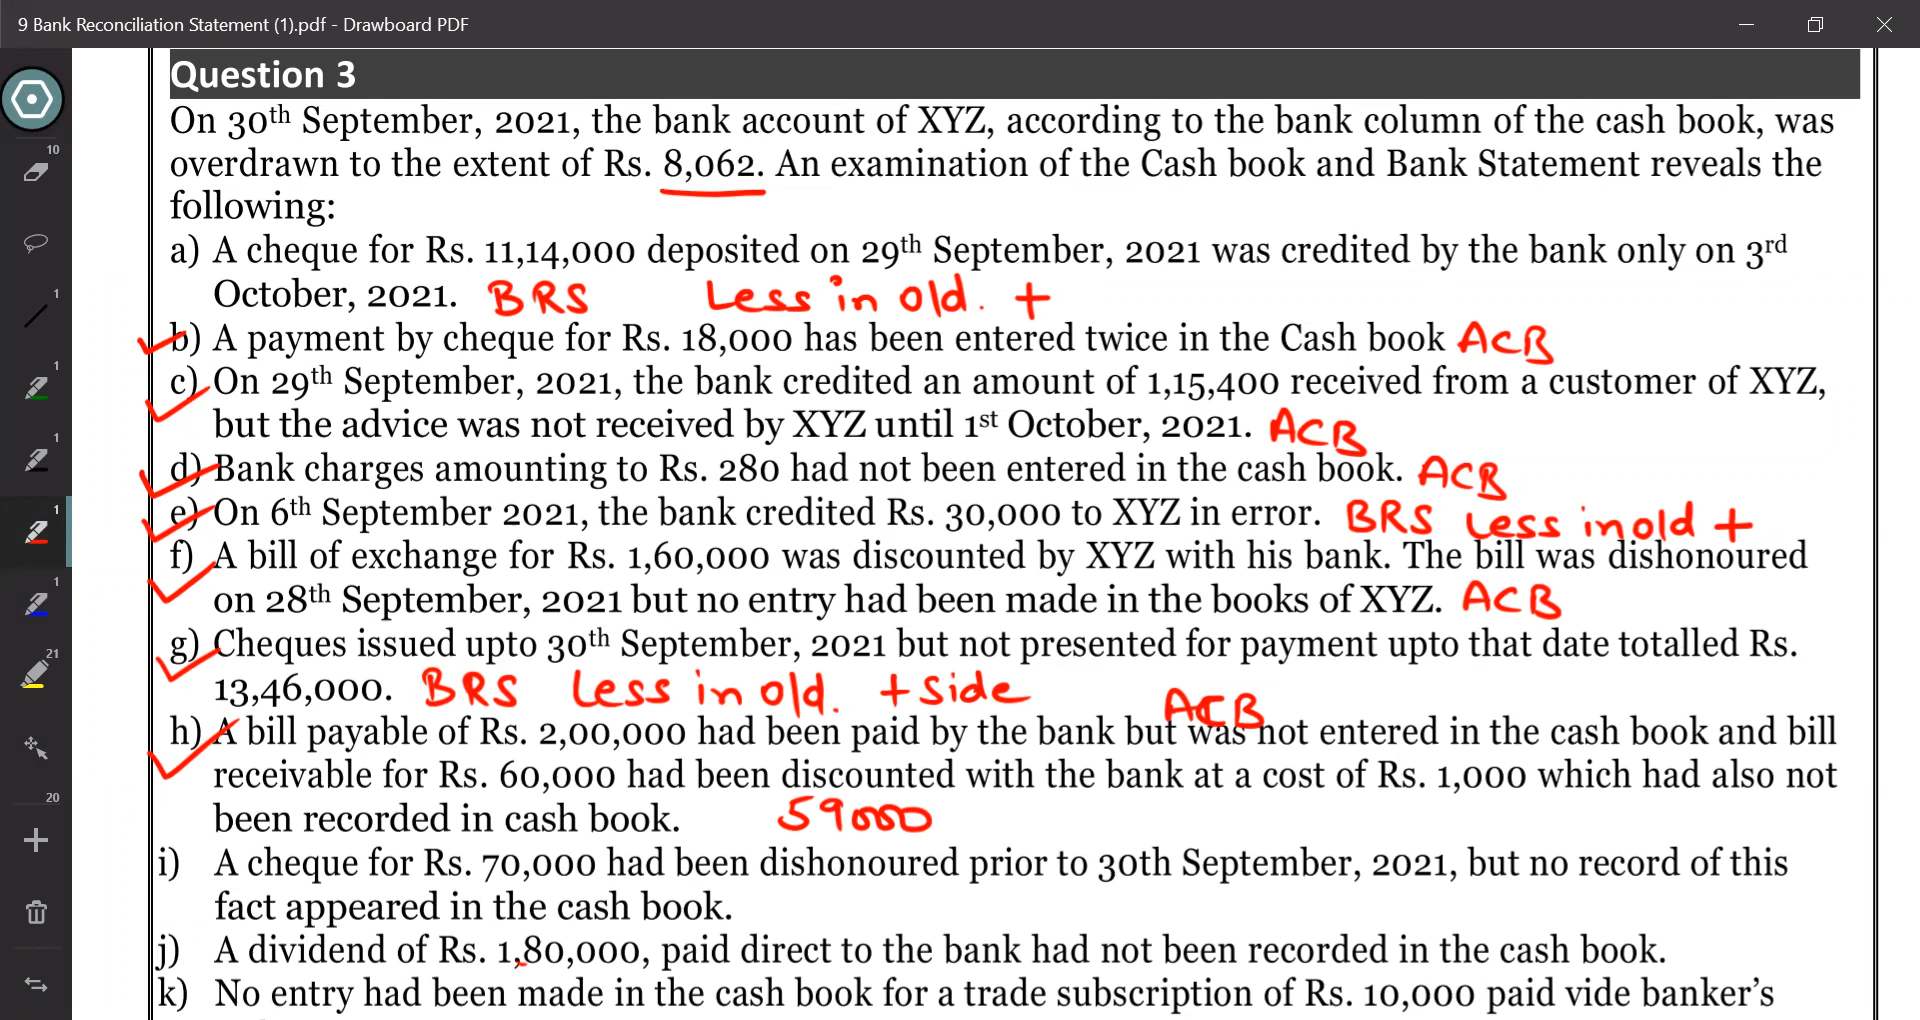 9 Bank Reconciliation Statement (1).pdf - Drawboard PDF
Question 3
On 30th September, 2021, the bank account of XYZ, according to the bank column of the cash book, was
overdrawn to the extent of Rs. 8,062. An examination of the Cash book and Bank Statement reveals the
following:
a) A cheque for Rs. 11,14,000 deposited on 29th September, 2021 was credited by the bank only on 3rd
October, 2021. BRS Less in old. +
b) A payment by cheque for Rs. 18,000 has been entered twice in the Cash book ACB
c) On 29th September, 2021, the bank credited an amount of 1,15,400 received from a customer of XYZ,
but the advice was not received by XYZ until 1st October, 2021. ACB
d) Bank charges amounting to Rs. 280 had not been entered in the cash book. ACB
e) On 6th September 2021, the bank credited Rs. 30,000 to XYZ in error. BRS Less in old +
f) A bill of exchange for Rs. 1,60,000 was discounted by XYZ with his bank. The bill was dishonoured
on 28th September, 2021 but no entry had been made in the books of XYZ. ACB
g) Cheques issued upto 30th September, 2021 but not presented for payment upto that date totalled Rs.
13,46,000. BRS Less in old. + side
ACB
h) A bill payable of Rs. 2,00,000 had been paid by the bank but was not entered in the cash book and bill
receivable for Rs. 60,000 had been discounted with the bank at a cost of Rs. 1,000 which had also not
been recorded in cash book. 59000
i) A cheque for Rs. 70,000 had been dishonoured prior to 30th September, 2021, but no record of this
fact appeared in the cash book.
j) A dividend of Rs. 1,80,000, paid direct to the bank had not been recorded in the cash book.
k) No entry had been made in the cash book for a trade subscription of Rs. 10,000 paid vide banker's
10
1
1
1
1
1
21
20